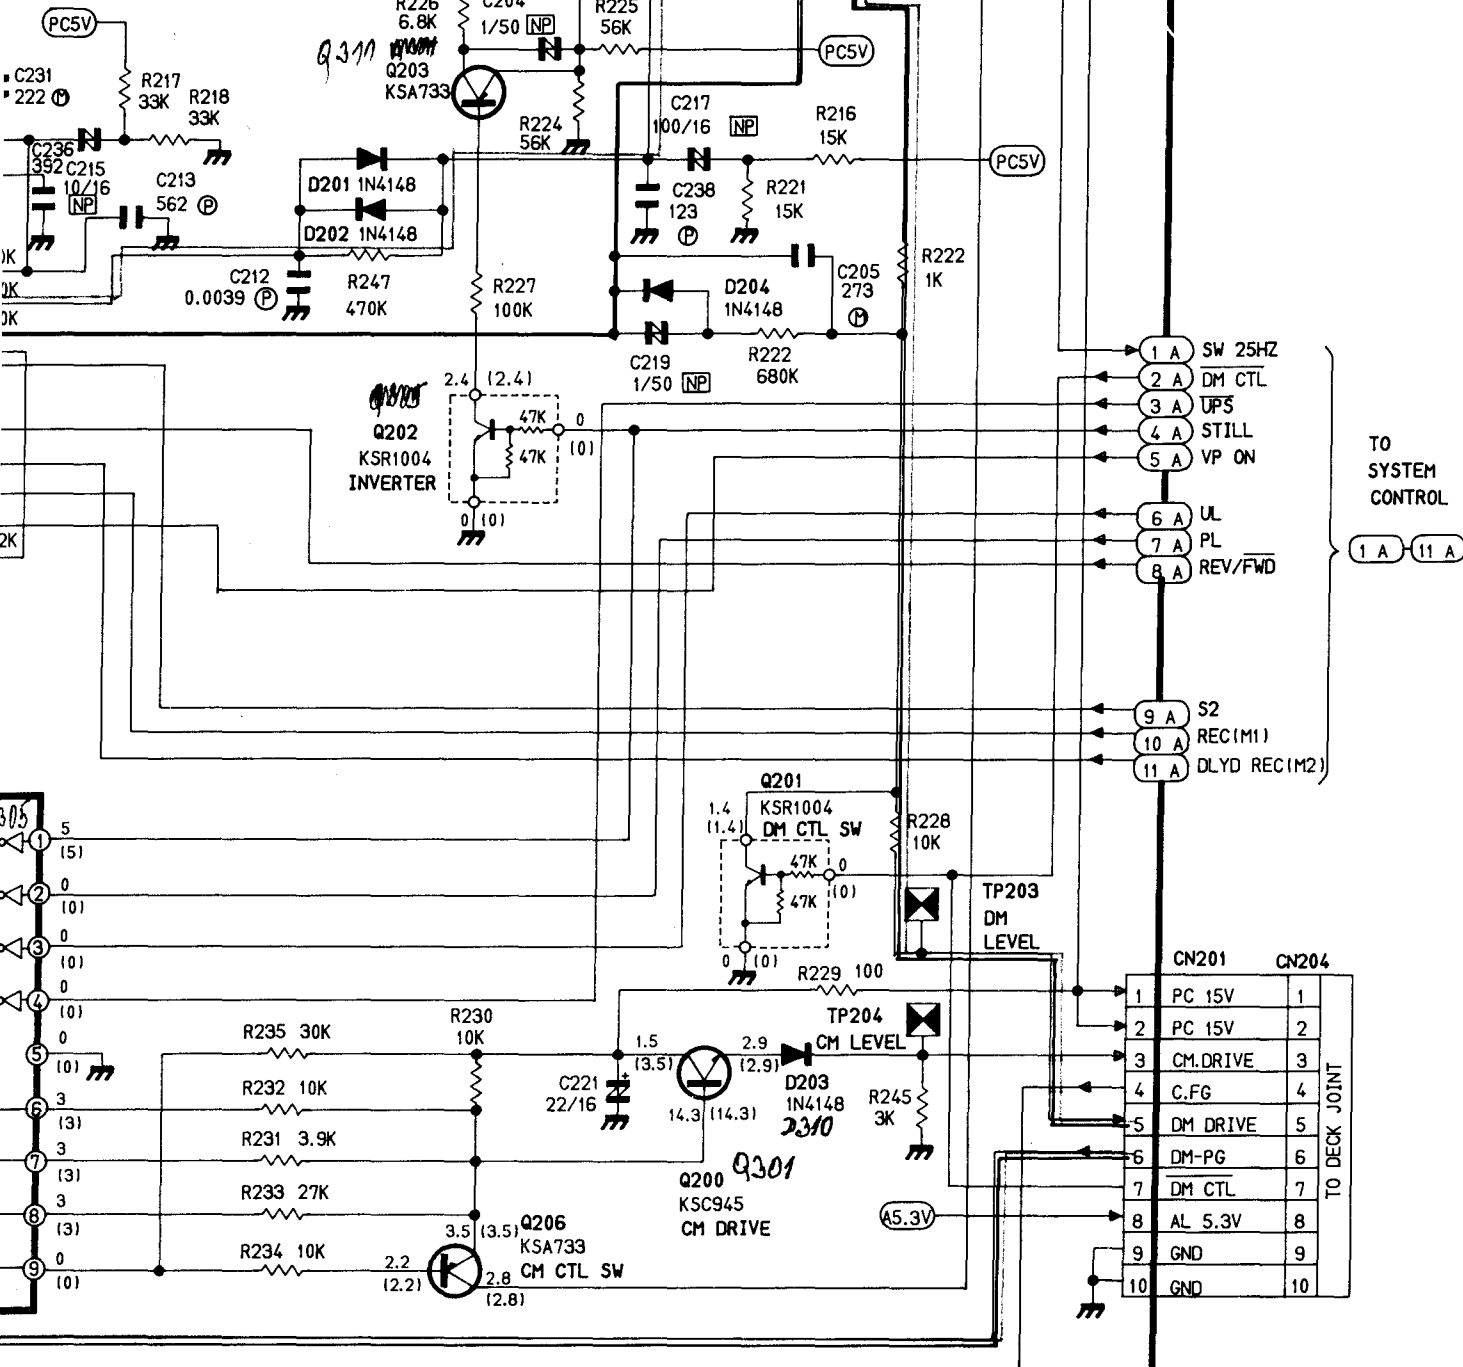 PC5V
C231
222 M
R217
33K
R218
33K
C236
392
C215
10/16
NP
C213
562 P
Q311
R226
6.8K
C204
1/50 NP
R225
56K
PC5V
Q203
KSA733
R224
56K
C217
100/16 NP
R216
15K
PC5V
D201 1N4148
D202 1N4148
C238
123
P
R221
15K
C212
0.0039 P
R247
470K
R227
100K
D204
1N4148
C205
273
M
R222
1K
C219
1/50 NP
R222
680K
0K
0K
0K
2K
2.4 (2.4)
Q202
KSR1004
INVERTER
47K
47K
0
(0)
0 (0)
1 A SW 25HZ
2 A DM CTL
3 A UPS
4 A STILL
5 A VP ON
6 A UL
7 A PL
8 A REV/FWD
9 A S2
10 A REC(M1)
11 A DLYD REC(M2)
TO
SYSTEM
CONTROL
1 A 11 A
Q201
KSR1004
DM CTL SW
1.4
(1.4)
47K
47K
0
(0)
0 (0)
R228
10K
TP203
DM
LEVEL
305
1 5
(5)
2 0
(0)
3 0
(0)
4 0
(0)
5 0
(0)
6 3
(3)
7 3
(3)
8 3
(3)
9 0
(0)
R235 30K
R232 10K
R231 3.9K
R233 27K
R234 10K
R230
10K
C221
+
22/16
R229 100
TP204
CM LEVEL
1.5
(3.5)
2.9
(2.9)
14.3 (14.3)
D203
1N4148
D310
R245
3K
Q200
KSC945
CM DRIVE
Q301
3.5 (3.5)
Q206
KSA733
CM CTL SW
2.2
(2.2)
2.8
(2.8)
A5.3V
CN201 CN204
1 PC 15V 1
2 PC 15V 2
3 CM.DRIVE 3
4 C.FG 4
5 DM DRIVE 5
6 DM-PG 6
7 DM CTL 7
8 AL 5.3V 8
9 GND 9
10 GND 10
TO DECK JOINT